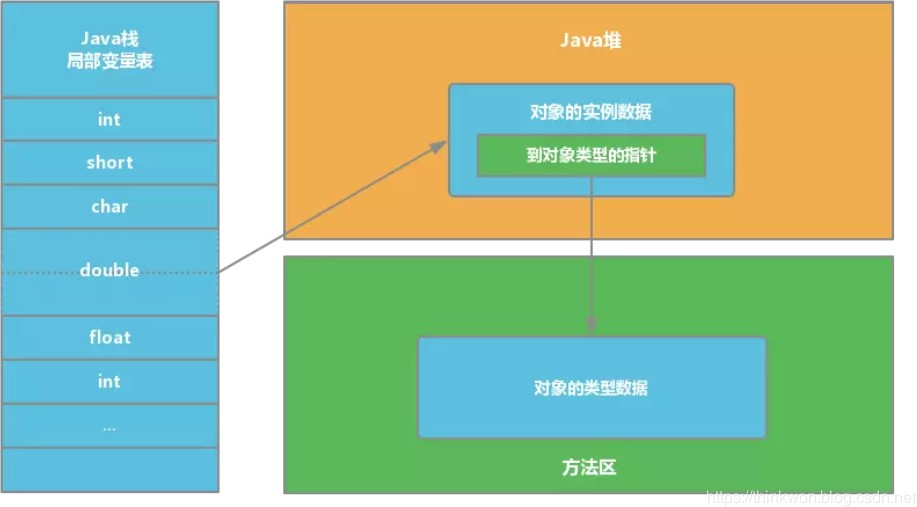 Java栈
局部变量表
int
short
char
double
float
int
...
Java堆
对象的实例数据
到对象类型的指针
对象的类型数据
方法区
https://thinkwon.blog.csdn.net